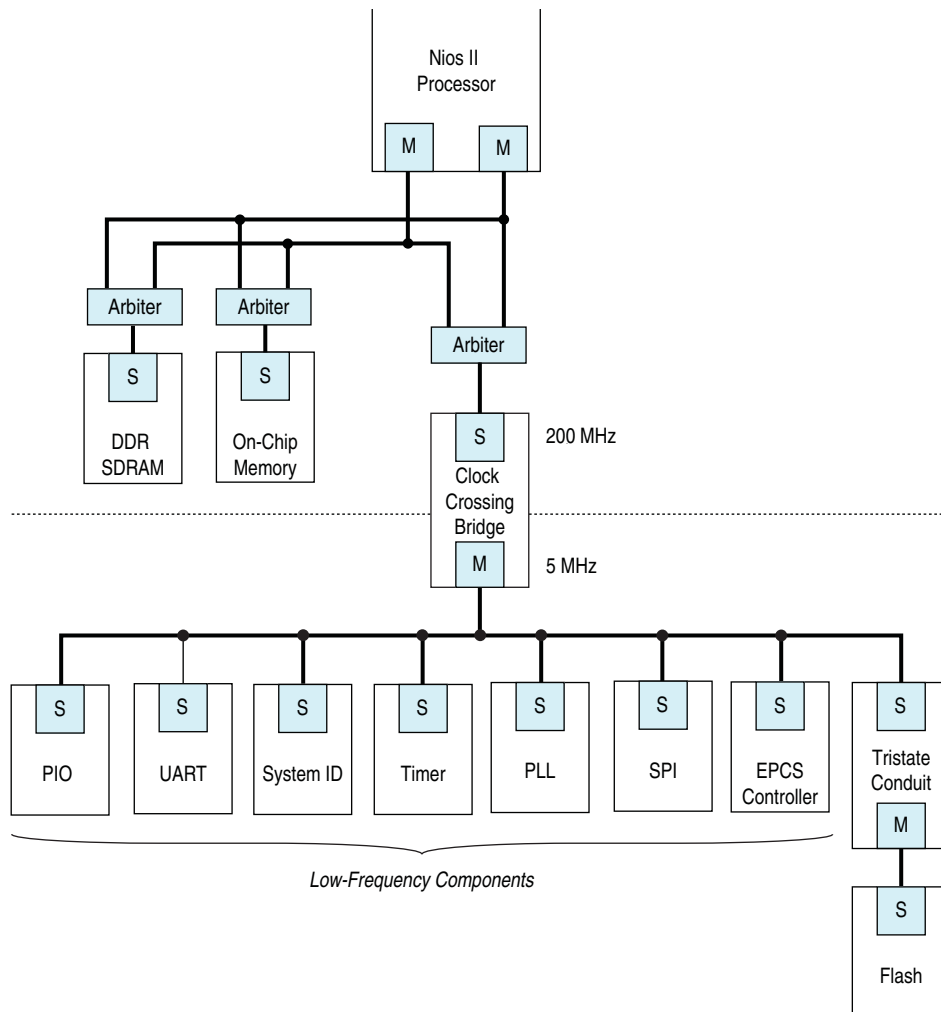 Nios II
Processor
M
M
Arbiter
Arbiter
Arbiter
S
S
DDR
SDRAM
On-Chip
Memory
S
200 MHz
Clock
Crossing
Bridge
M
5 MHz
S
S
S
S
S
S
S
S
PIO
UART
System ID
Timer
PLL
SPI
EPCS
Controller
Tristate
Conduit
M
Low-Frequency Components
S
Flash